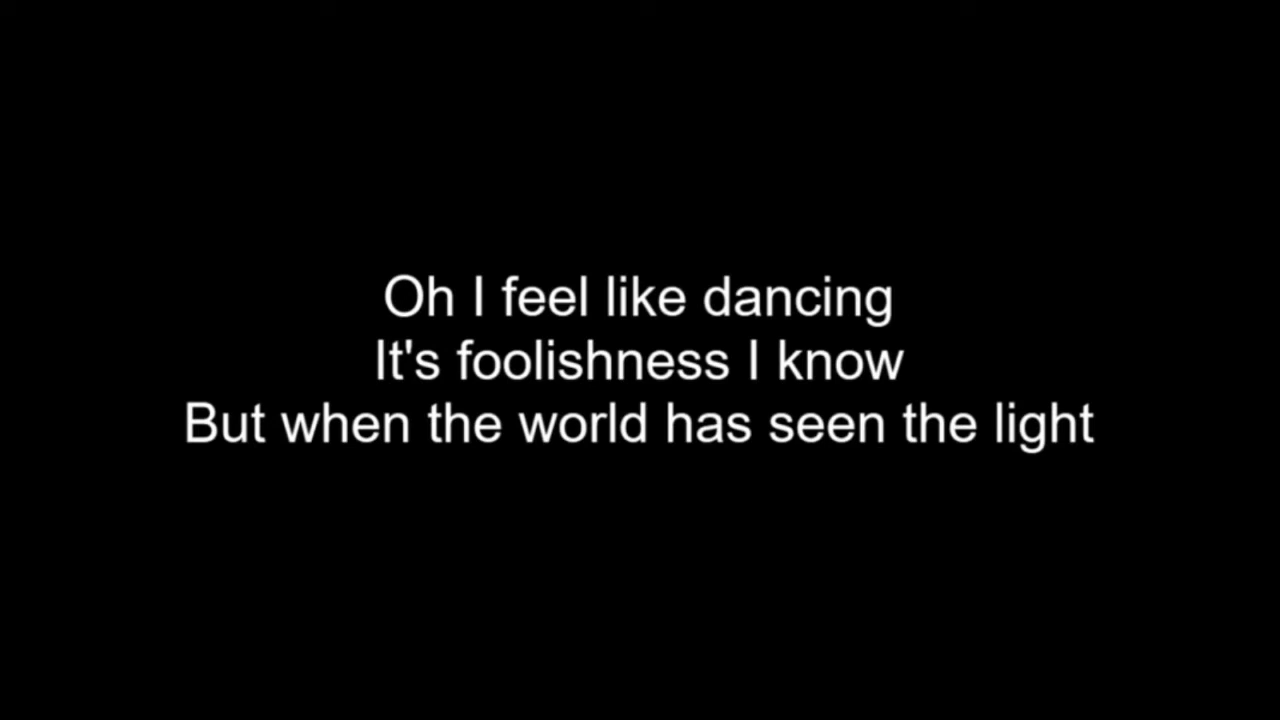 Oh I feel like dancing
It's foolishness I know
But when the world has seen the light